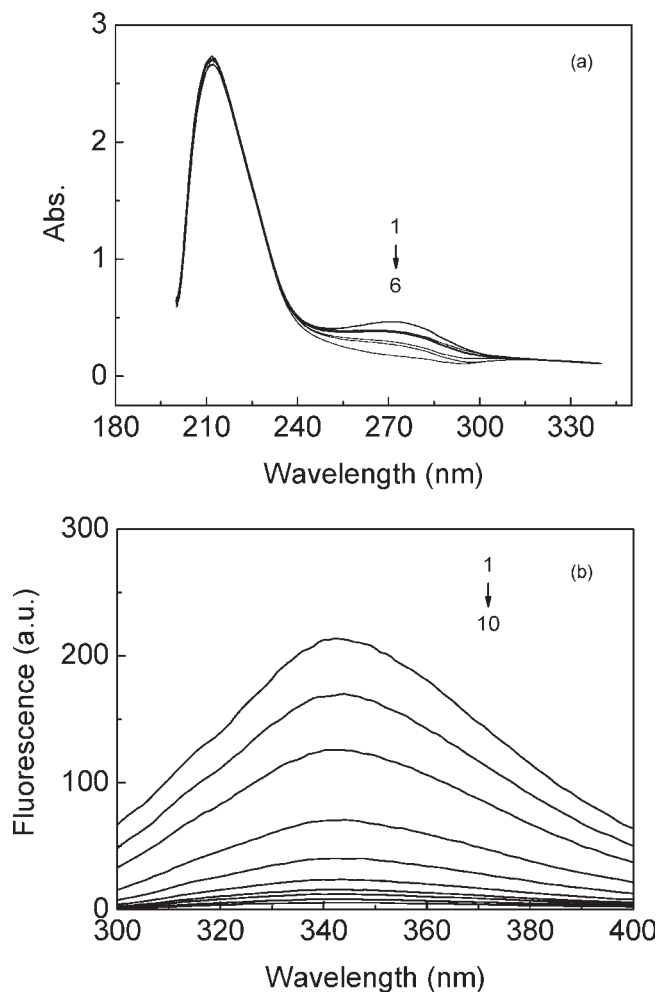 3
(a)
2
Abs.
1
1
6
0
180 210 240 270 300 330
Wavelength (nm)
300
1
(b)
10
200
Fluorescence (a.u.)
100
0
300 320 340 360 380 400
Wavelength (nm)